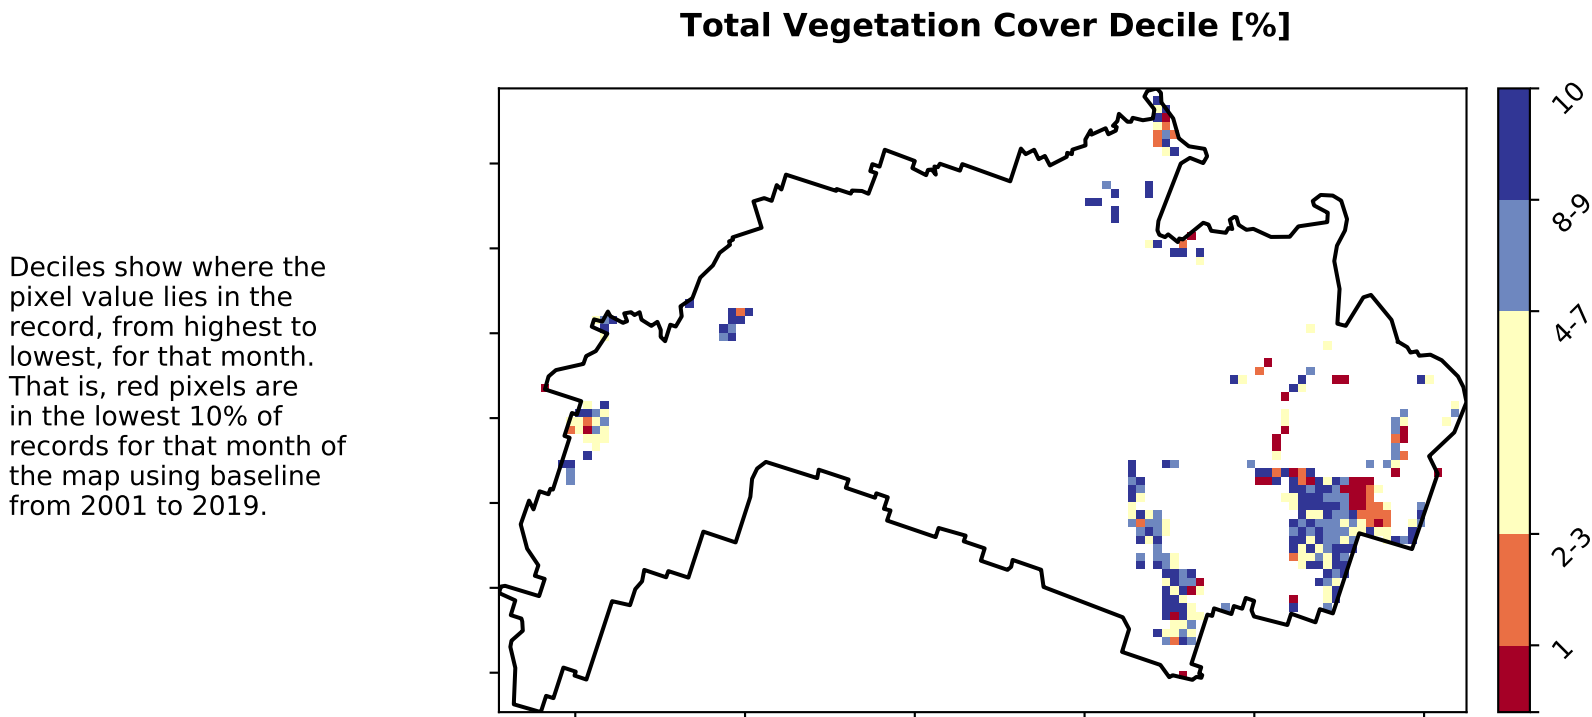 Total Vegetation Cover Decile [%]
Deciles show where the
pixel value lies in the
record, from highest to
lowest, for that month.
That is, red pixels are
in the lowest 10% of
records for that month of
the map using baseline
from 2001 to 2019.
10
8-9
4-7
2-3
1